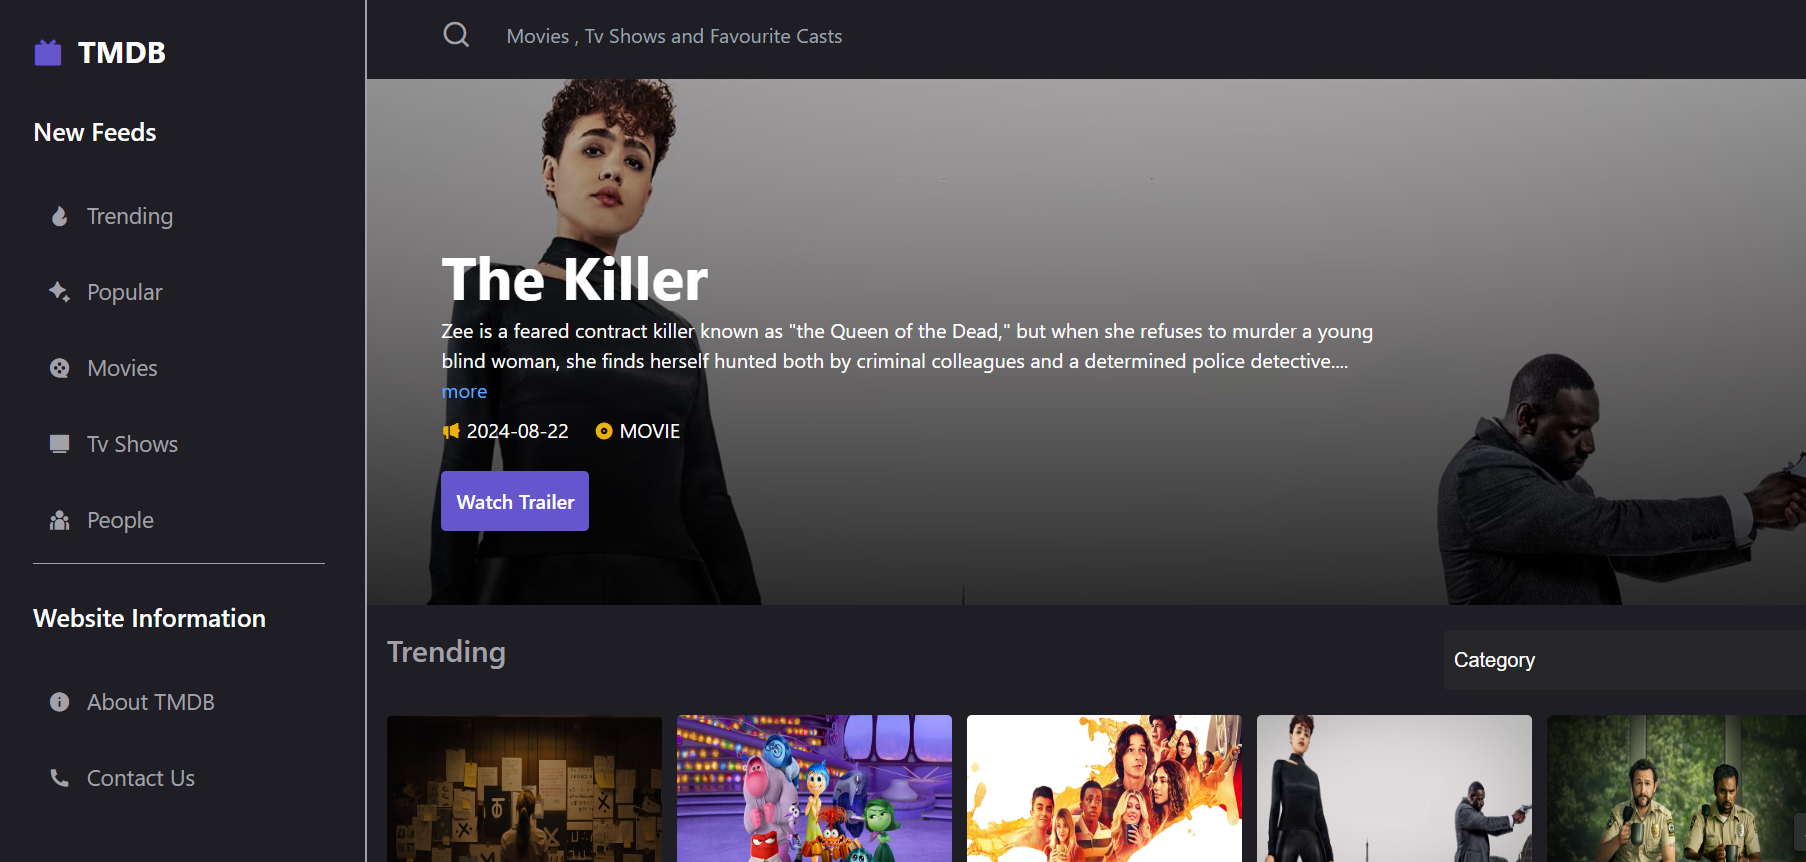 TMDB
New Feeds
Trending
Popular
Movies
Tv Shows
People
Website Information
About TMDB
Contact Us
Movies , Tv Shows and Favourite Casts
The Killer
Zee is a feared contract killer known as "the Queen of the Dead," but when she refuses to murder a young
blind woman, she finds herself hunted both by criminal colleagues and a determined police detective....
more
2024-08-22 MOVIE
Watch Trailer
Trending
Category